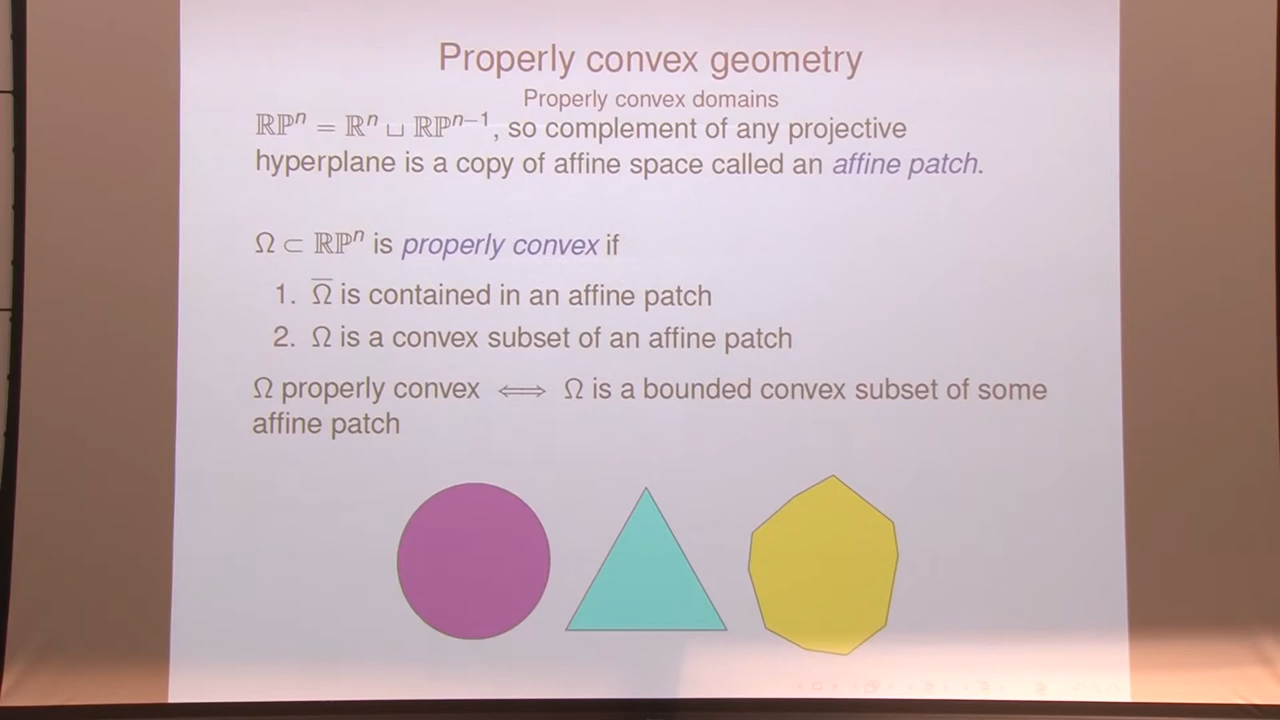 Properly convex geometry
Properly convex domains
ℝℙⁿ = ℝⁿ ⊔ ℝℙⁿ⁻¹, so complement of any projective
hyperplane is a copy of affine space called an affine patch.
Ω ⊂ ℝℙⁿ is properly convex if
1. Ω̅ is contained in an affine patch
2. Ω is a convex subset of an affine patch
Ω properly convex ⟺ Ω is a bounded convex subset of some
affine patch